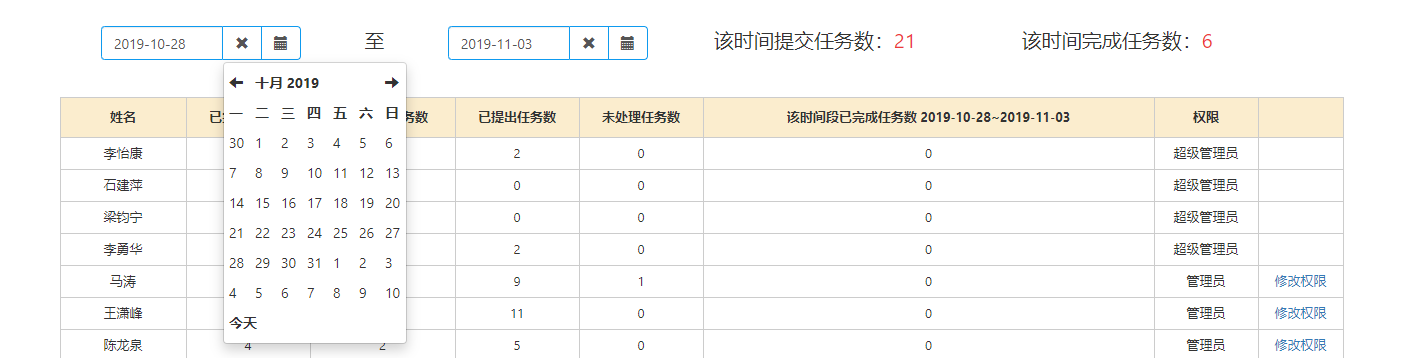 2019-10-28 至 2019-11-03 该时间提交任务数：21 该时间完成任务数：6
十月 2019
一 二 三 四 五 六 日
30 1 2 3 4 5 6
7 8 9 10 11 12 13
14 15 16 17 18 19 20
21 22 23 24 25 26 27
28 29 30 31 1 2 3
4 5 6 7 8 9 10
今天
姓名 务数 已提出任务数 未处理任务数 该时间段已完成任务数 2019-10-28~2019-11-03 权限
李怡康 2 0 0 超级管理员
石建萍 0 0 0 超级管理员
梁钧宁 0 0 0 超级管理员
李勇华 2 0 0 超级管理员
马涛 9 1 0 管理员 修改权限
王潇峰 11 0 0 管理员 修改权限
陈龙泉 4 2 5 0 0 管理员 修改权限